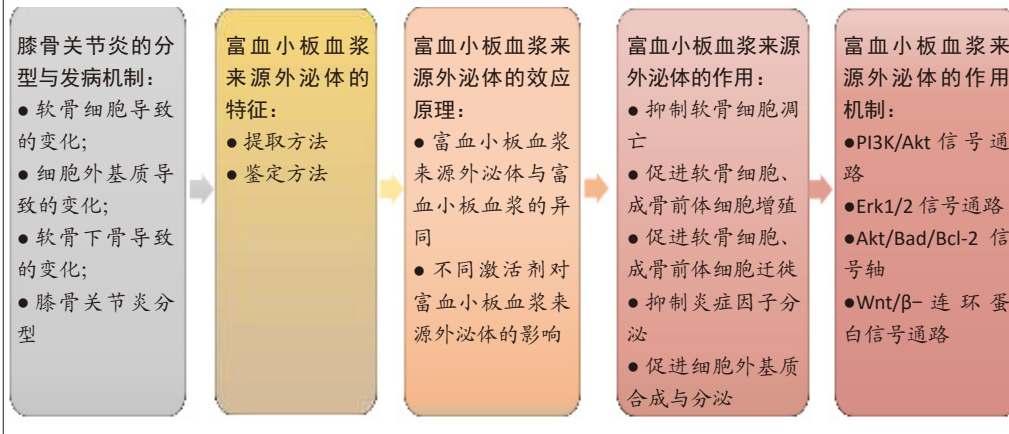 膝骨关节炎的分
型与发病机制：
● 软骨细胞导致
的变化;
● 细胞外基质导
致的变化;
● 软骨下骨导致
的变化;
● 膝骨关节炎分
型
富血小板血浆
来源外泌体的
特征：
● 提取方法
● 鉴定方法
富血小板血浆来
源外泌体的效应
原理：
● 富血小板血浆
来源外泌体与富
血小板血浆的异
同
● 不同激活剂对
富血小板血浆来
源外泌体的影响
富血小板血浆来源
外泌体的作用：
● 抑制软骨细胞凋
亡
● 促进软骨细胞、
成骨前体细胞增殖
● 促进软骨细胞、
成骨前体细胞迁徙
● 抑制炎症因子分
泌
● 促进细胞外基质
合成与分泌
富血小板血浆来
源外泌体的作用
机制：
●PI3K/Akt 信号通
路
●Erk1/2 信号通路
●Akt/Bad/Bcl-2 信
号轴
●Wnt/β- 连环蛋
白信号通路